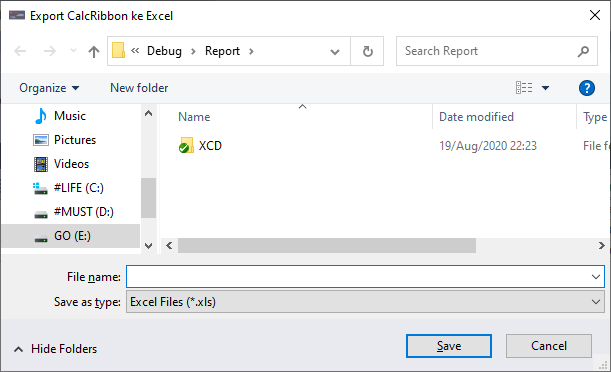 Export CalcRibbon ke Excel
« Debug › Report ›
Search Report
Organize
New folder
?
Music
Pictures
Videos
#LIFE (C:)
#MUST (D:)
GO (E:)
Name
Date modified
Type
XCD
19/Aug/2020 22:23
File fo
File name:
Save as type:
Excel Files (*.xls)
Hide Folders
Save
Cancel